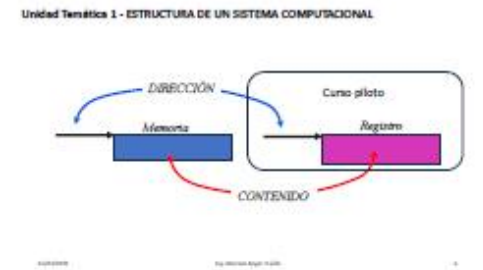 Unidad Temática 1 - ESTRUCTURA DE UN SISTEMA COMPUTACIONAL
DIRECCIÓN
Curso piloto
Memoria
Registro
CONTENIDO